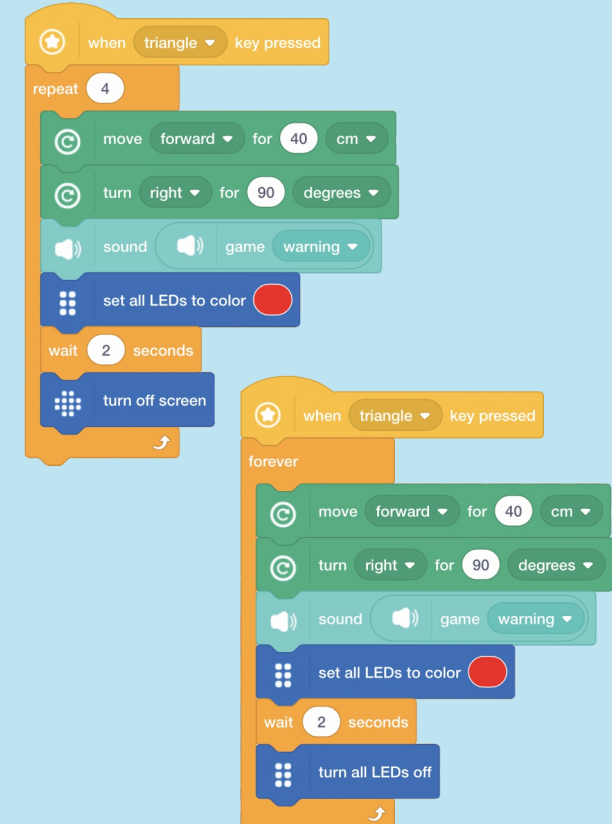 when triangle key pressed
repeat 4
move forward for 40 cm
turn right for 90 degrees
sound game warning
set all LEDs to color
wait 2 seconds
turn off screen
when triangle key pressed
forever
move forward for 40 cm
turn right for 90 degrees
sound game warning
set all LEDs to color
wait 2 seconds
turn all LEDs off